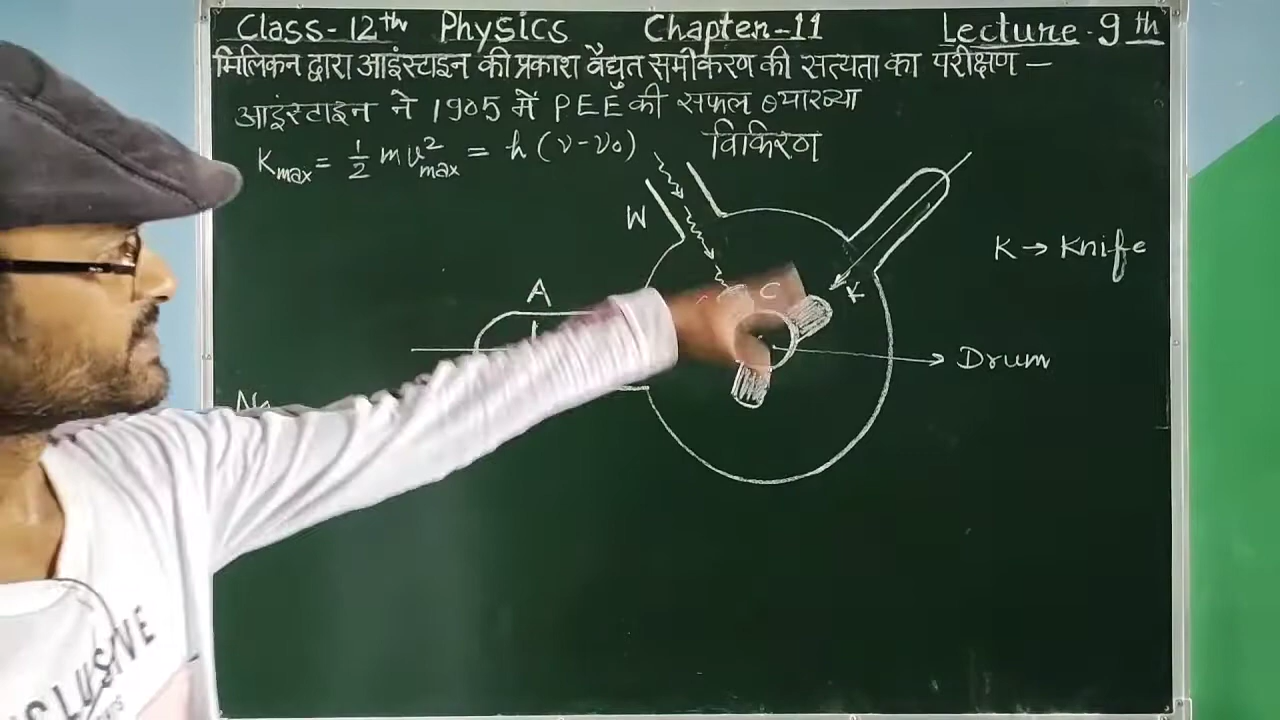 Class-12th Physics Chapter-11 Lecture-9th
मिलिकन द्वारा आइंस्टाइन की प्रकाश वैद्युत समीकरण की सत्यता का परीक्षण —
आइंस्टाइन ने 1905 में PEE की सफल व्याख्या
Kmax = 1/2 mv²max = h(ν-ν₀)
विकिरण
W
K → Knife
A
C
K
Drum
Na